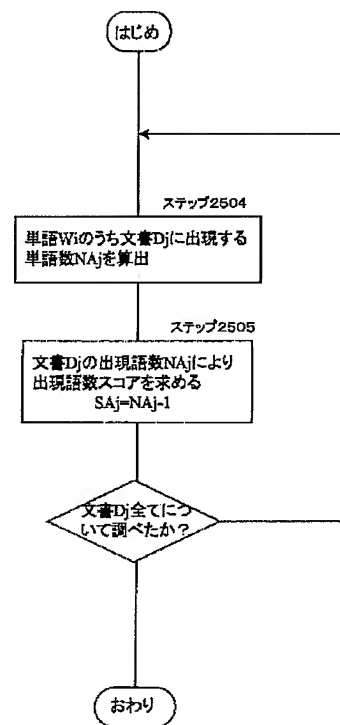 はじめ
ステップ2504
単語Wiのうち文書Djに出現する
単語数NAjを算出
ステップ2505
文書Djの出現語数NAjにより
出現語数スコアを求める
SAj=NAj-1
文書Dj全てにつ
いて調べたか？
おわり